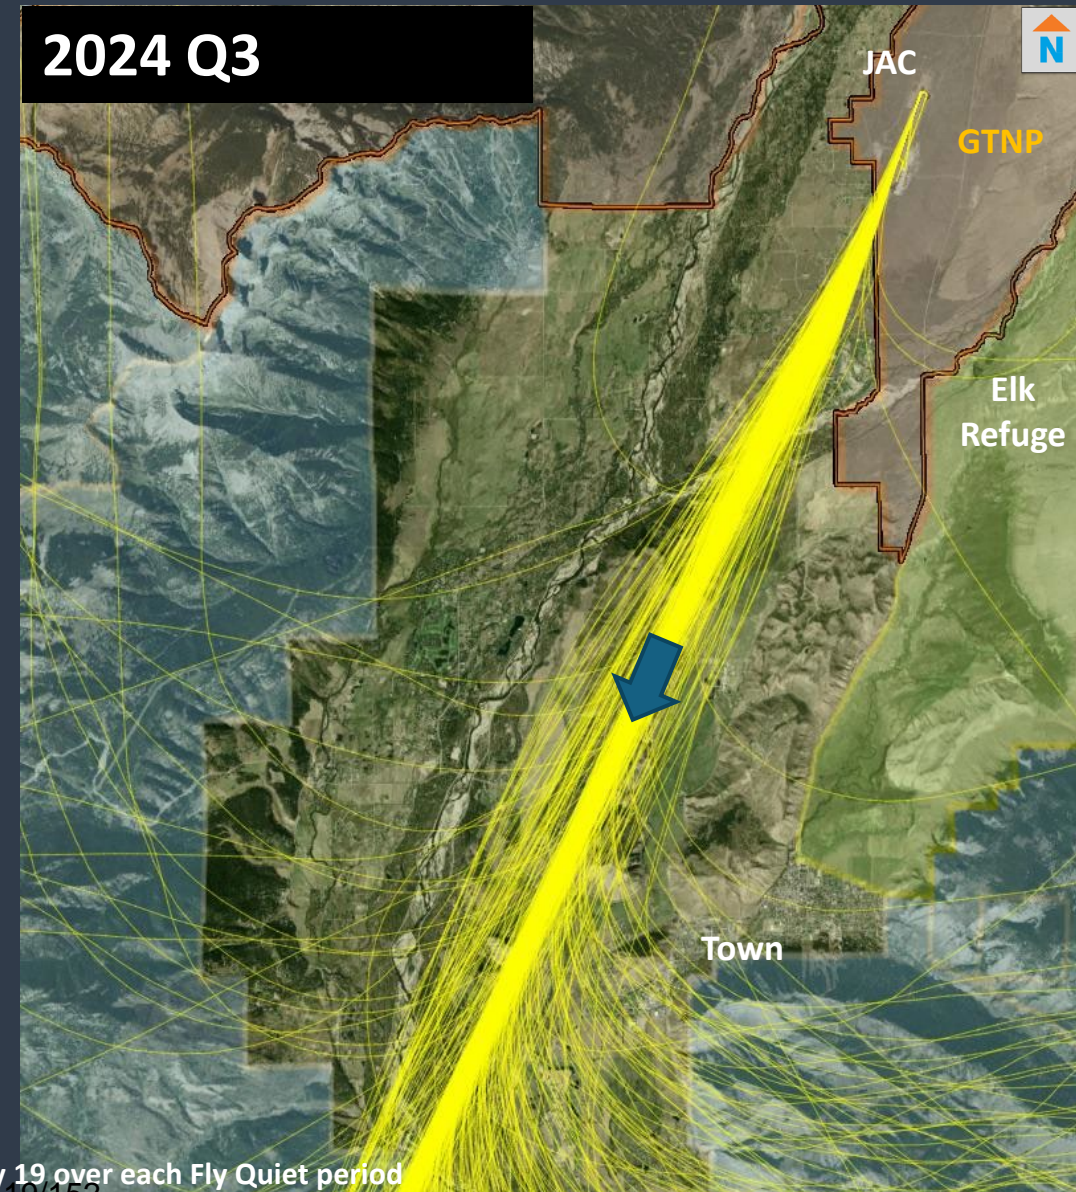 2024 Q3
JAC
N
GTNP
Elk
Refuge
Town
19 over each Fly Quiet period